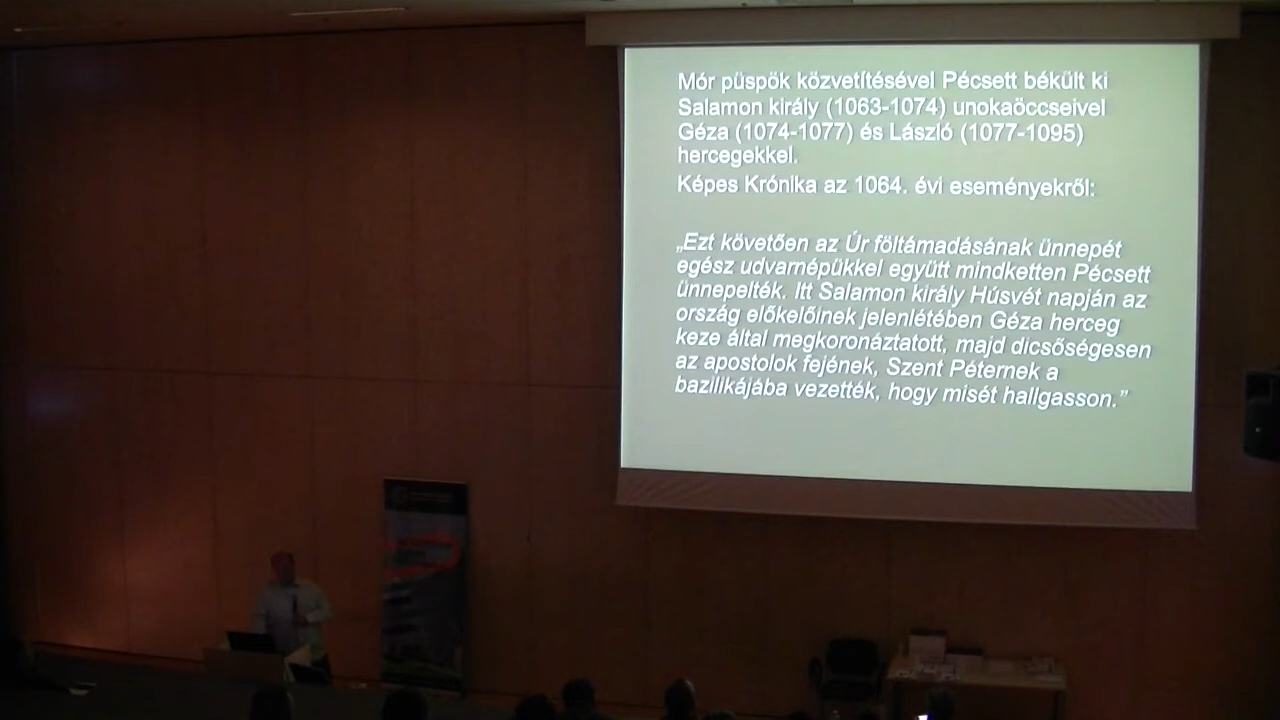 Mór püspök közvetítésével Pécsett békült ki
Salamon király (1063-1074) unokaöccseivel
Géza (1074-1077) és László (1077-1095)
hercegekkel.
Képes Krónika az 1064. évi eseményekről:
„Ezt követően az Úr föltámadásának ünnepét
egész udvarnépükkel együtt mindketten Pécsett
ünnepelték. Itt Salamon király Húsvét napján az
ország előkelőinek jelenlétében Géza herceg
keze által megkoronáztatott, majd dicsőségesen
az apostolok fejének, Szent Péternek a
bazilikájába vezették, hogy misét hallgasson.”